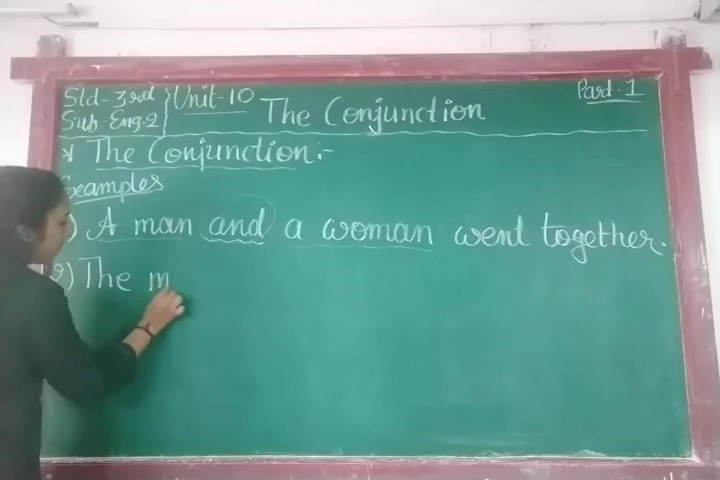 Std - 3rd
Sub - Eng-2
Unit - 10
The Conjunction
Part - 1
* The Conjunction :-
Examples
) A man and a woman went together.
2) The m